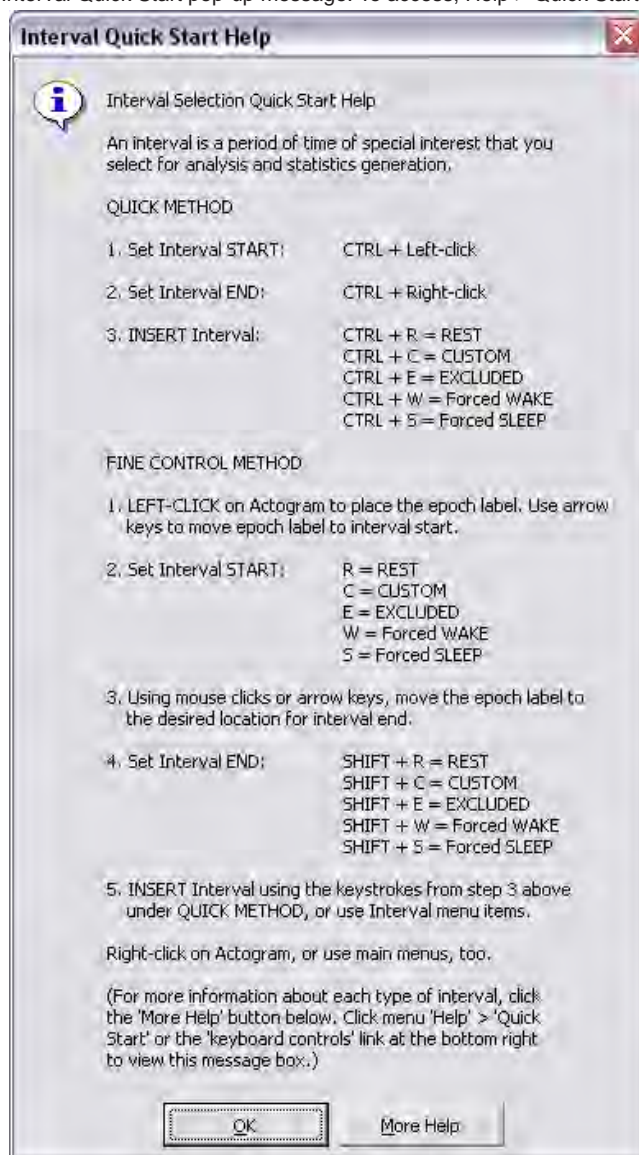 Interval Quick Start pop-up message. To access, Help > Quick Start
Interval Quick Start Help
Interval Selection Quick Start Help
An interval is a period of time of special interest that you
select for analysis and statistics generation.
QUICK METHOD
1. Set Interval START: CTRL + Left-click
2. Set Interval END: CTRL + Right-click
3. INSERT Interval: CTRL + R = REST
CTRL + C = CUSTOM
CTRL + E = EXCLUDED
CTRL + W = Forced WAKE
CTRL + S = Forced SLEEP
FINE CONTROL METHOD
1. LEFT-CLICK on Actogram to place the epoch label. Use arrow
keys to move epoch label to interval start.
2. Set Interval START: R = REST
C = CUSTOM
E = EXCLUDED
W = Forced WAKE
S = Forced SLEEP
3. Using mouse clicks or arrow keys, move the epoch label to
the desired location for interval end.
4. Set Interval END: SHIFT + R = REST
SHIFT + C = CUSTOM
SHIFT + E = EXCLUDED
SHIFT + W = Forced WAKE
SHIFT + S = Forced SLEEP
5. INSERT Interval using the keystrokes from step 3 above
under QUICK METHOD, or use Interval menu items.
Right-click on Actogram, or use main menus, too.
(For more information about each type of interval, click
the 'More Help' button below. Click menu 'Help' > 'Quick
Start' or the 'keyboard controls' link at the bottom right
to view this message box.)
OK More Help